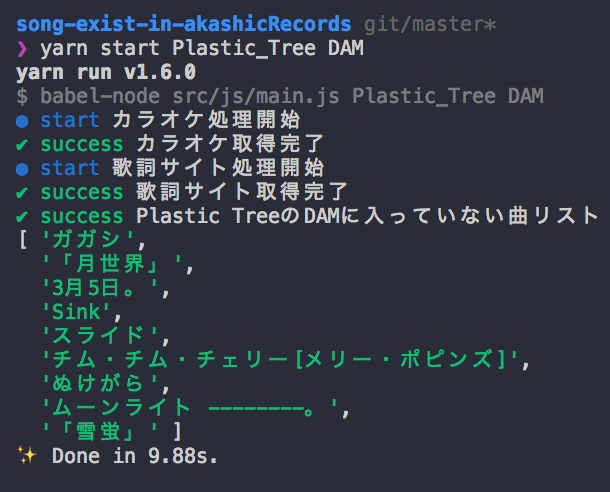 song-exist-in-akashicRecords git/master*
❯ yarn start Plastic_Tree DAM
yarn run v1.6.0
$ babel-node src/js/main.js Plastic_Tree DAM
● start カラオケ処理開始
✔ success カラオケ取得完了
● start 歌詞サイト処理開始
✔ success 歌詞サイト取得完了
✔ success Plastic TreeのDAMに入っていない曲リスト
[ 'ガガシ',
'「月世界」',
'3月5日。',
'Sink',
'スライド',
'チム・チム・チェリー[メリー・ポピンズ]',
'ぬけがら',
'ムーンライト --------。',
'「雪蛍」' ]
✨ Done in 9.88s.